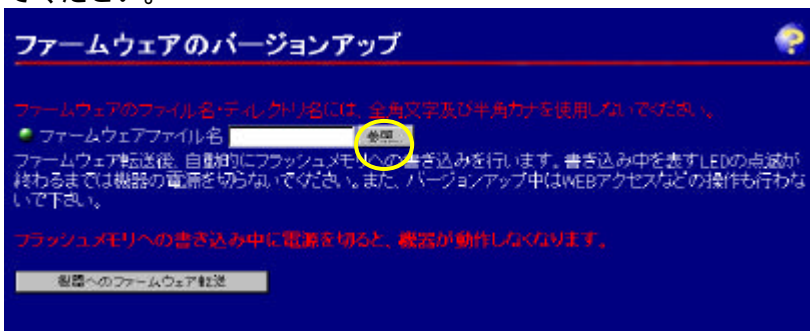 てください。
ファームウェアのバージョンアップ
ファームウェアのファイル名・ディレクトリ名には、全角文字及び半角カナを使用しないでください。
ファームウェアファイル名 参照...
ファームウェア転送後、自動的にフラッシュメモリへの書き込みを行います。書き込み中を表すLEDの点滅が
終わるまでは機器の電源を切らないでください。また、バージョンアップ中はWEBアクセスなどの操作も行わな
いで下さい。
フラッシュメモリへの書き込み中に電源を切ると、機器が動作しなくなります。
機器へのファームウェア転送